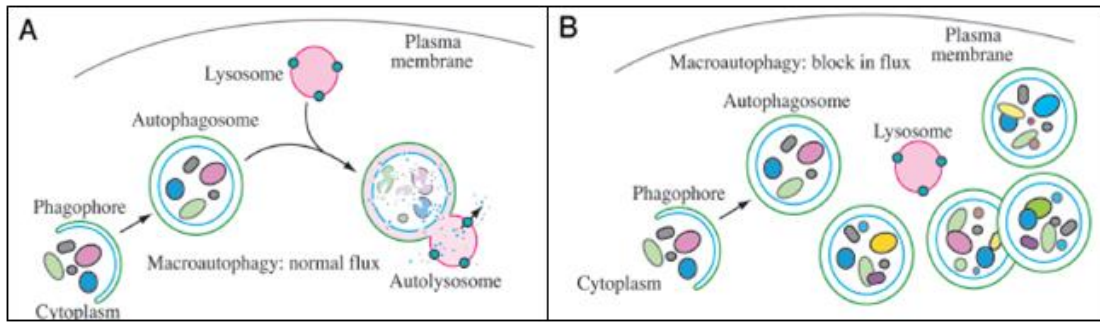 A
Plasma
membrane
Lysosome
Autophagosome
Phagophore
Macroautophagy: normal flux
Autolysosome
Cytoplasm
B
Plasma
membrane
Macroautophagy: block in flux
Autophagosome
Lysosome
Phagophore
Cytoplasm